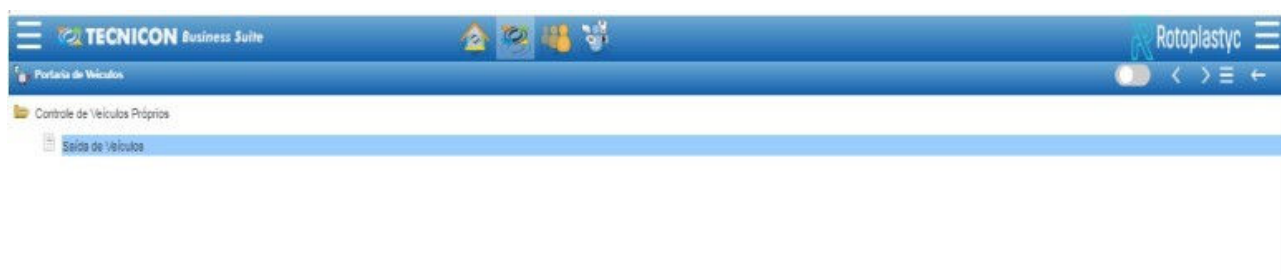 TECNICON Business Suite
Rotoplastyc
Portaria de Veículos
Controle de Veículos Próprios
Saída de Veículos